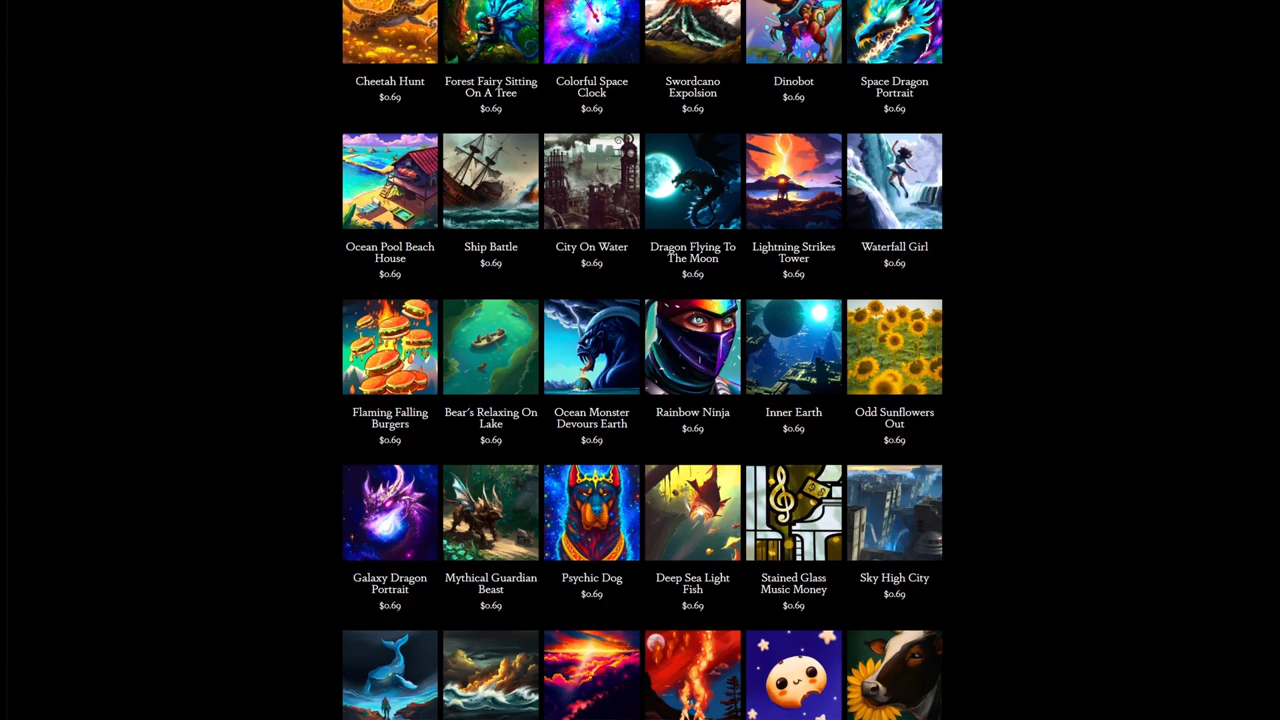 Cheetah Hunt
$0.69
Forest Fairy Sitting
On A Tree
$0.69
Colorful Space
Clock
$0.69
Swordcano
Expolsion
$0.69
Dinobot
$0.69
Space Dragon
Portrait
$0.69
Ocean Pool Beach
House
$0.69
Ship Battle
$0.69
City On Water
$0.69
Dragon Flying To
The Moon
$0.69
Lightning Strikes
Tower
$0.69
Waterfall Girl
$0.69
Flaming Falling
Burgers
$0.69
Bear's Relaxing On
Lake
$0.69
Ocean Monster
Devours Earth
$0.69
Rainbow Ninja
$0.69
Inner Earth
$0.69
Odd Sunflowers
Out
$0.69
Galaxy Dragon
Portrait
$0.69
Mythical Guardian
Beast
$0.69
Psychic Dog
$0.69
Deep Sea Light
Fish
$0.69
Stained Glass
Music Money
$0.69
Sky High City
$0.69